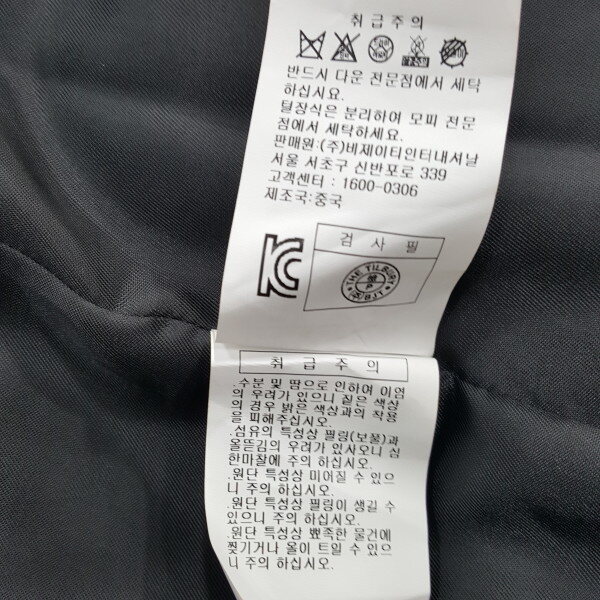 취급주의
반드시 다운 전문점에서 세탁
하십시요.
털장식은 분리하여 모피 전문
점에서 세탁하세요.
판매원:(주)비제이티인터내셔날
서울 서초구 신반포로 339
고객센터 : 1600-0306
제조국:중국
검 사 필
THE TILBURY
P
㈜BJT
취급주의
.수분 및 땀으로 인하여 이염
의 우려가 있으니 짙은 색상
의 경우 밝은 색상과의 착용
을 피해주십시오.
.섬유의 특성상 필링(보풀)과
올뜯김의 우려가 있사오니 심
한마찰에 주의 하십시오.
.원단 특성상 미어질 수 있으
니 주의 하십시오.
.원단 특성상 필링이 생길 수
있으니 주의 하십시오.
.원단 특성상 뾰족한 물건에
찢기거나 올이 트일 수 있으
니 주의 하십시오.